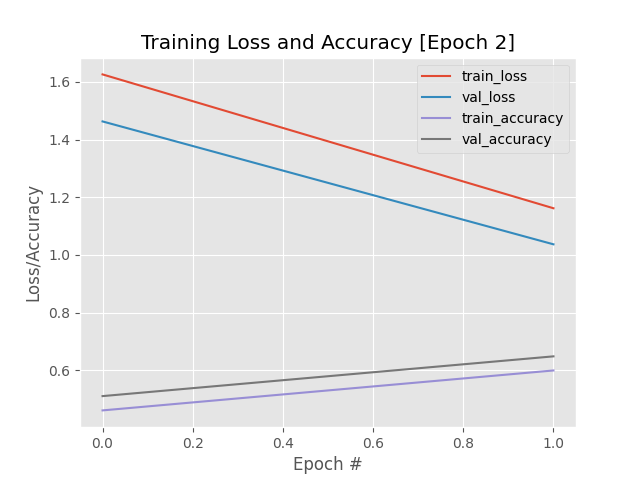 Training Loss and Accuracy [Epoch 2]
train_loss
val_loss
train_accuracy
val_accuracy
Loss/Accuracy
1.6
1.4
1.2
1.0
0.8
0.6
0.0 0.2 0.4 0.6 0.8 1.0
Epoch #